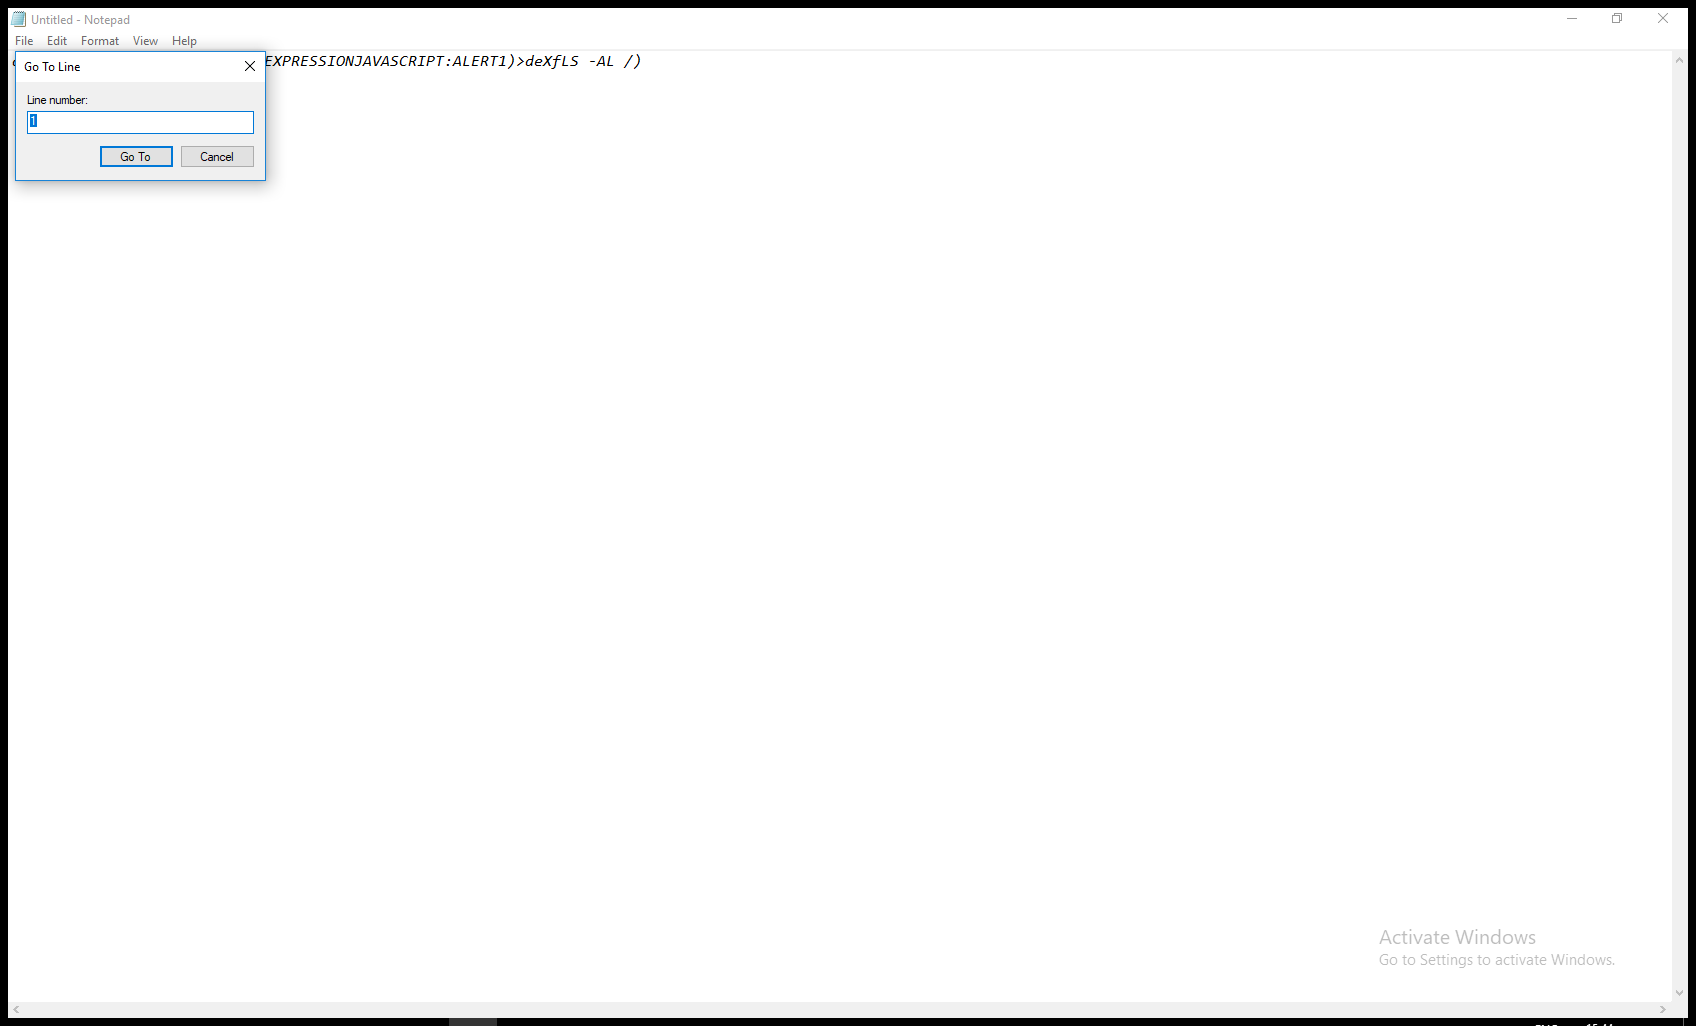 Untitled - Notepad
File Edit Format View Help
EXPRESSIONJAVASCRIPT:ALERT1)>deXfLS -AL /)
Go To Line
Line number:
1
Go To Cancel
Activate Windows
Go to Settings to activate Windows.